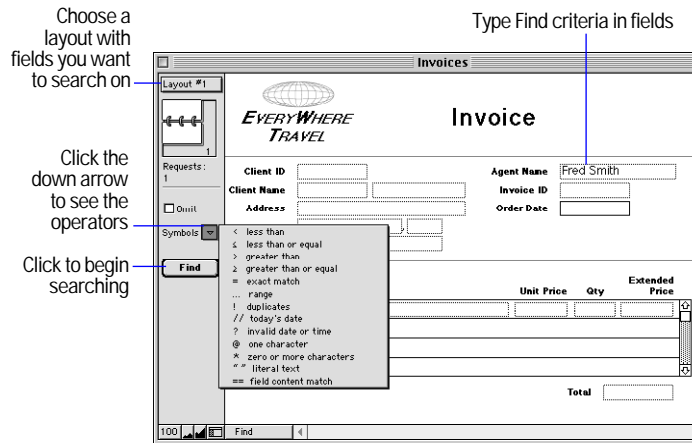 Choose a
layout with
fields you want
to search on
Type Find criteria in fields
Invoices
Layout #1
1
Requests:
1
Omit
Symbols
Find
Click the
down arrow
to see the
operators
Click to begin
searching
EVERYWHERE
TRAVEL
Invoice
Client ID
Client Name
Address
,
Agent Name Fred Smith
Invoice ID
Order Date
< less than
≤ less than or equal
> greater than
≥ greater than or equal
= exact match
... range
! duplicates
// today's date
? invalid date or time
@ one character
* zero or more characters
" " literal text
== field content match
Unit Price Qty Extended
Price
Total
100 Find